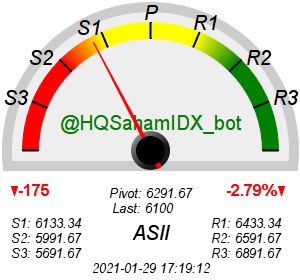 P
S1 R1
S2 R2
S3 R3
@HQSahamIDX_bot
▼-175 Pivot: 6291.67 -2.79%▼
Last: 6100
S1: 6133.34 ASII R1: 6433.34
S2: 5991.67 R2: 6591.67
S3: 5691.67 R3: 6891.67
2021-01-29 17:19:12